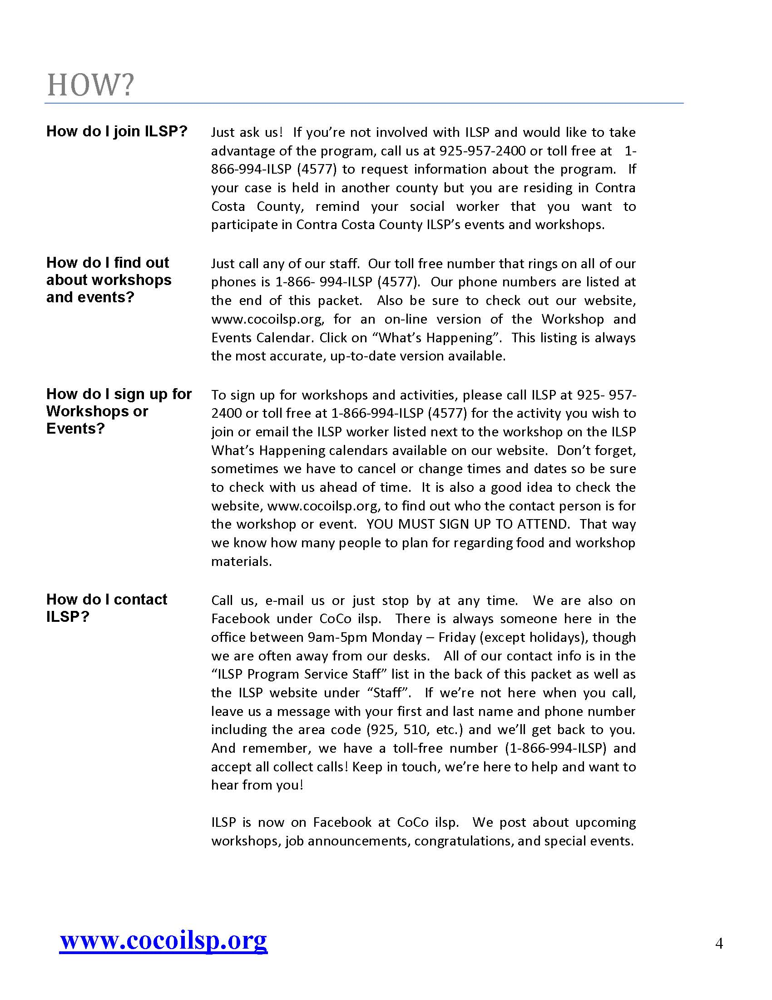 HOW?
How do I join ILSP?
Just ask us!  If you’re not involved with ILSP and would like to take
advantage of the program, call us at 925-957-2400 or toll free at   1-
866-994-ILSP (4577) to request information about the program.  If
your case is held in another county but you are residing in Contra
Costa County, remind your social worker that you want to
participate in Contra Costa County ILSP’s events and workshops.
How do I find out
about workshops
and events?
Just call any of our staff.  Our toll free number that rings on all of our
phones is 1-866- 994-ILSP (4577).  Our phone numbers are listed at
the end of this packet.  Also be sure to check out our website,
www.cocoilsp.org, for an on-line version of the Workshop and
Events Calendar. Click on “What’s Happening”.  This listing is always
the most accurate, up-to-date version available.
How do I sign up for
Workshops or
Events?
To sign up for workshops and activities, please call ILSP at 925- 957-
2400 or toll free at 1-866-994-ILSP (4577) for the activity you wish to
join or email the ILSP worker listed next to the workshop on the ILSP
What’s Happening calendars available on our website.  Don’t forget,
sometimes we have to cancel or change times and dates so be sure
to check with us ahead of time.  It is also a good idea to check the
website, www.cocoilsp.org, to find out who the contact person is for
the workshop or event.  YOU MUST SIGN UP TO ATTEND.  That way
we know how many people to plan for regarding food and workshop
materials.
How do I contact
ILSP?
Call us, e-mail us or just stop by at any time.  We are also on
Facebook under CoCo ilsp.  There is always someone here in the
office between 9am-5pm Monday – Friday (except holidays), though
we are often away from our desks.   All of our contact info is in the
“ILSP Program Service Staff” list in the back of this packet as well as
the ILSP website under “Staff”.  If we’re not here when you call,
leave us a message with your first and last name and phone number
including the area code (925, 510, etc.) and we’ll get back to you.
And remember, we have a toll-free number (1-866-994-ILSP) and
accept all collect calls! Keep in touch, we’re here to help and want to
hear from you!
ILSP is now on Facebook at CoCo ilsp.  We post about upcoming
workshops, job announcements, congratulations, and special events.
www.cocoilsp.org
4